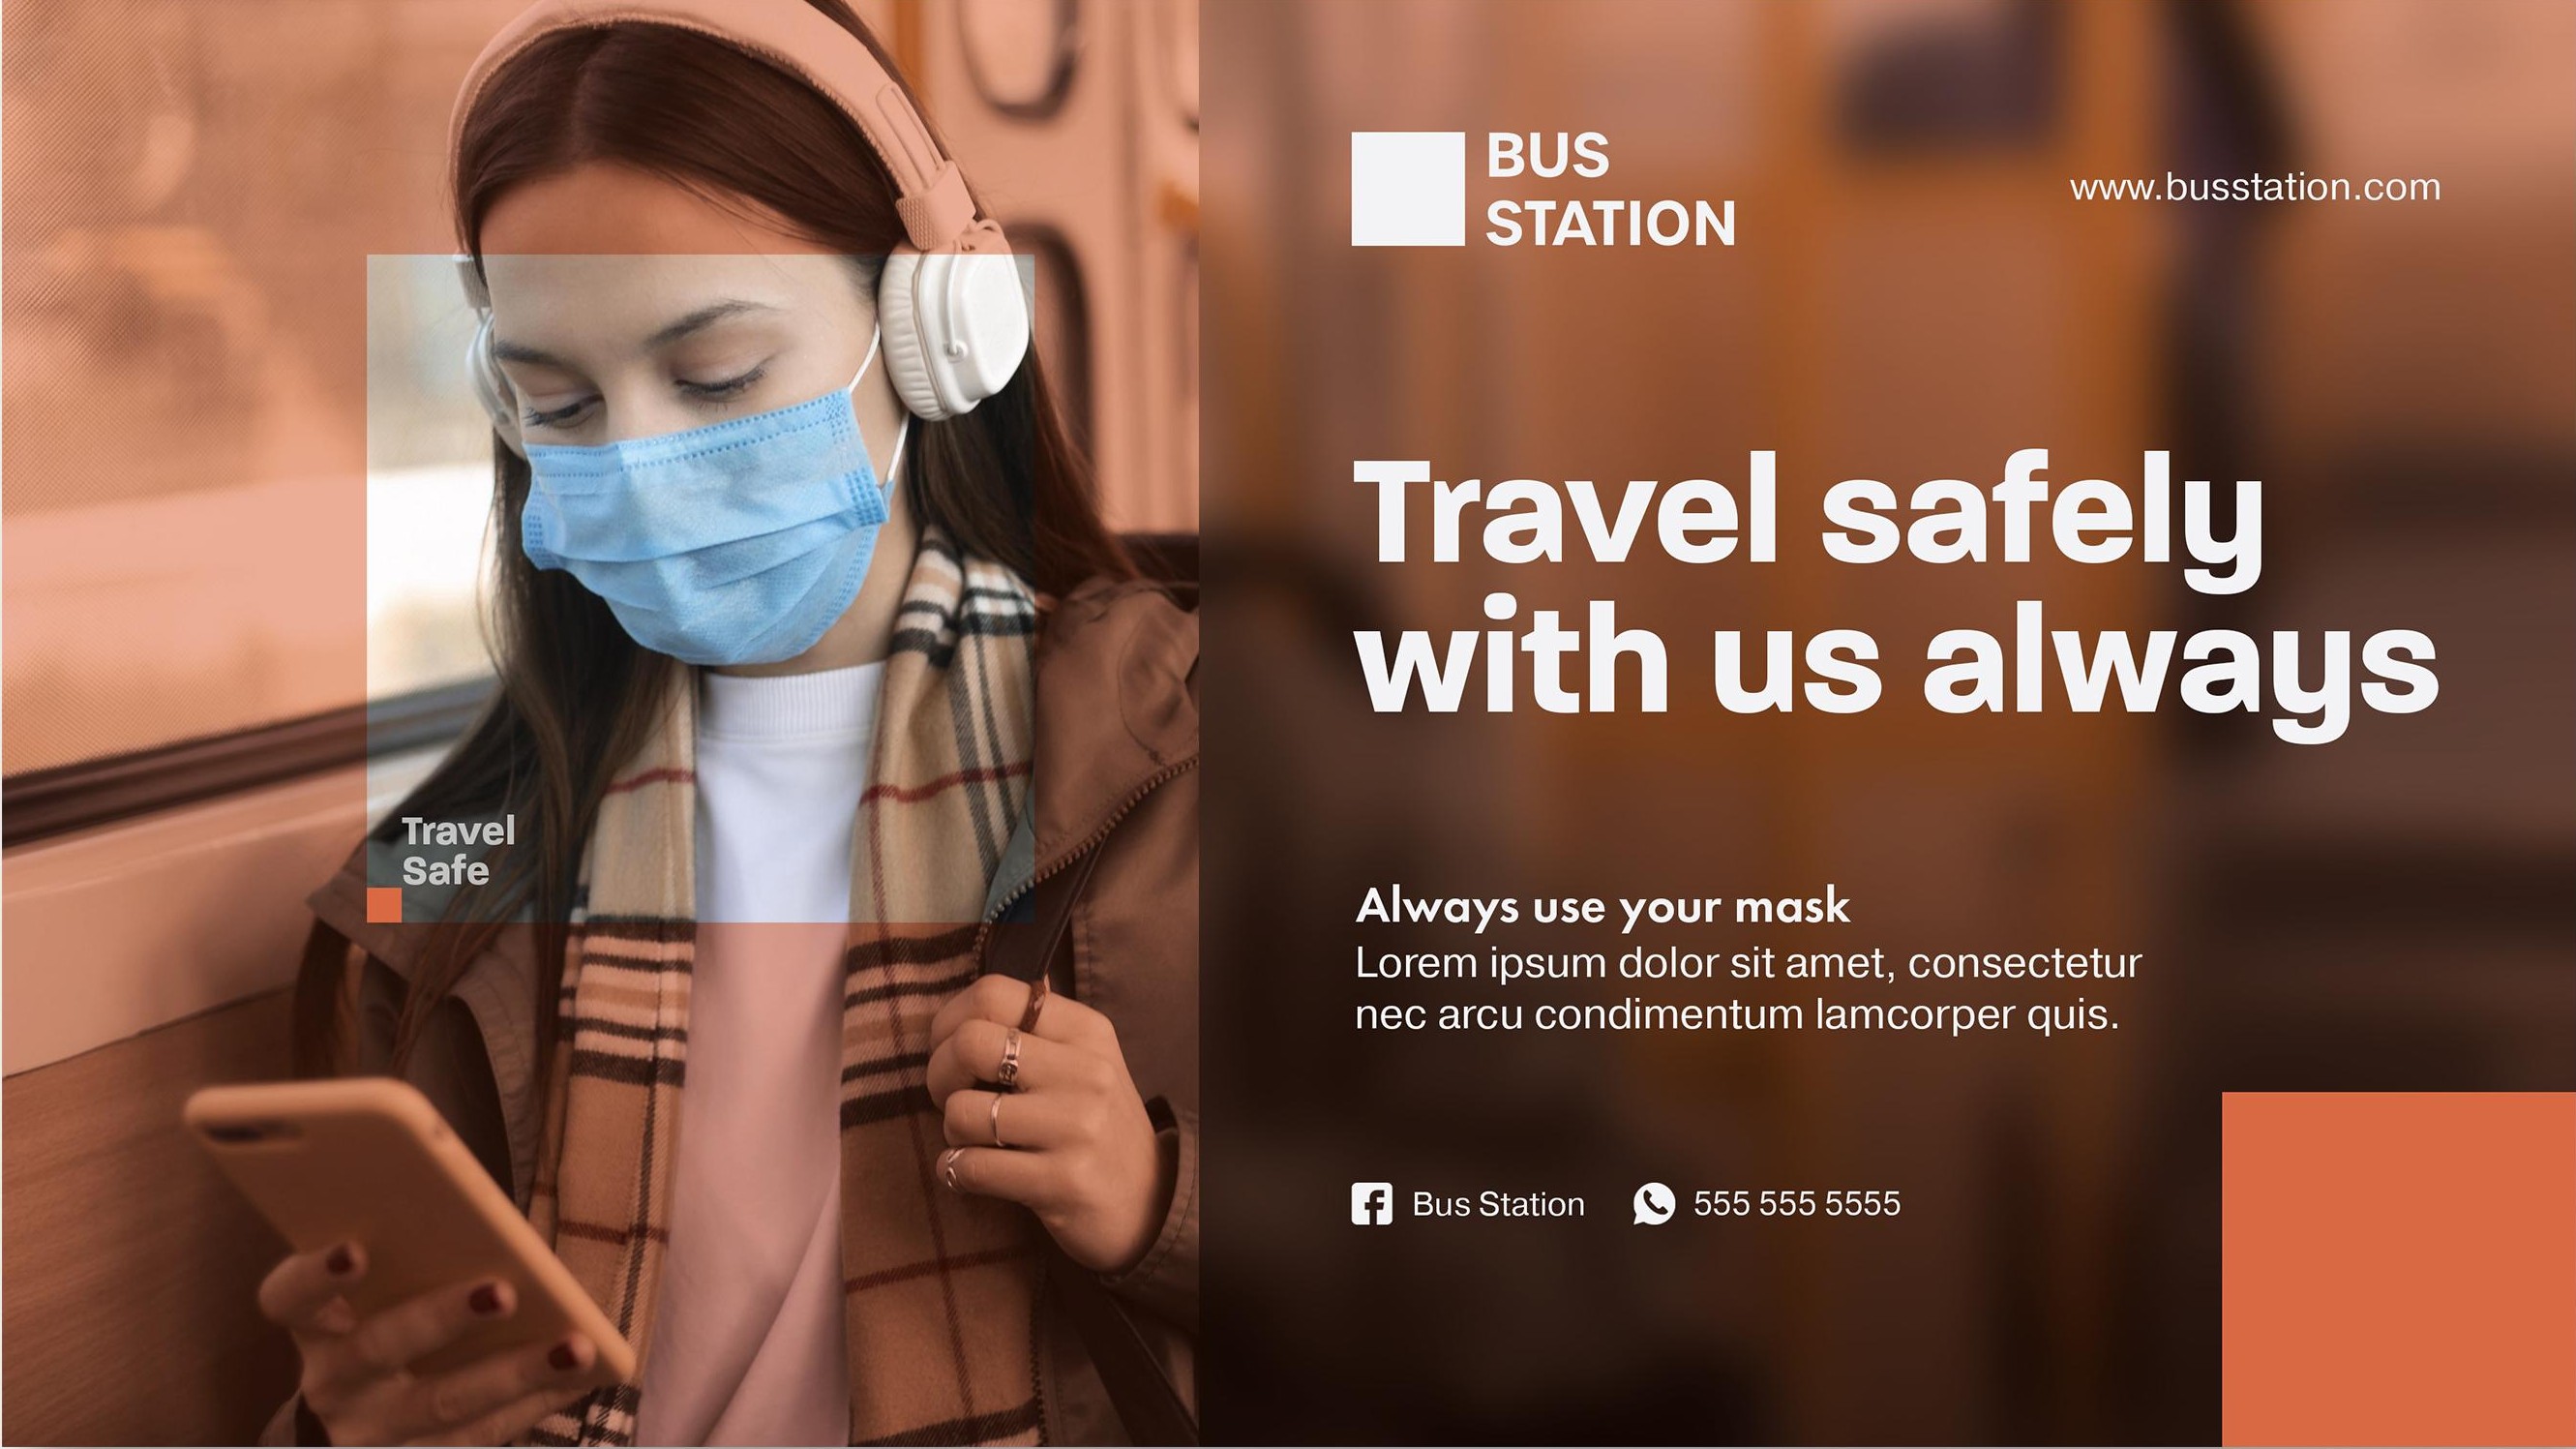 BUS
STATION
www.busstation.com
Travel safely
with us always
Travel
Safe
Always use your mask
Lorem ipsum dolor sit amet, consectetur
nec arcu condimentum lamcorper quis.
Bus Station
555 555 5555